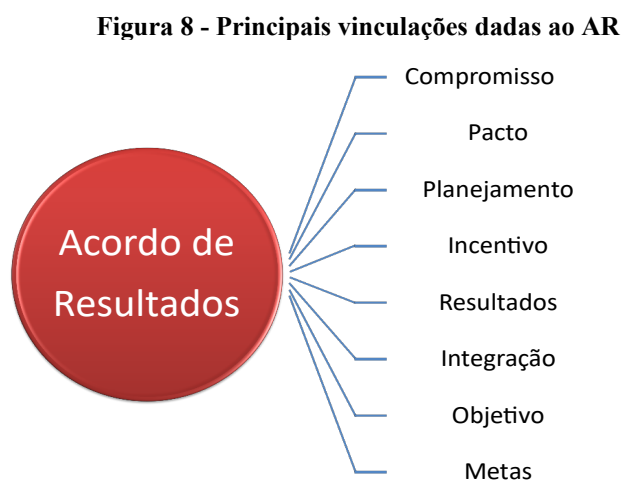 Figura 8 - Principais vinculações dadas ao AR
Acordo de
Resultados
Compromisso
Pacto
Planejamento
Incentivo
Resultados
Integração
Objetivo
Metas